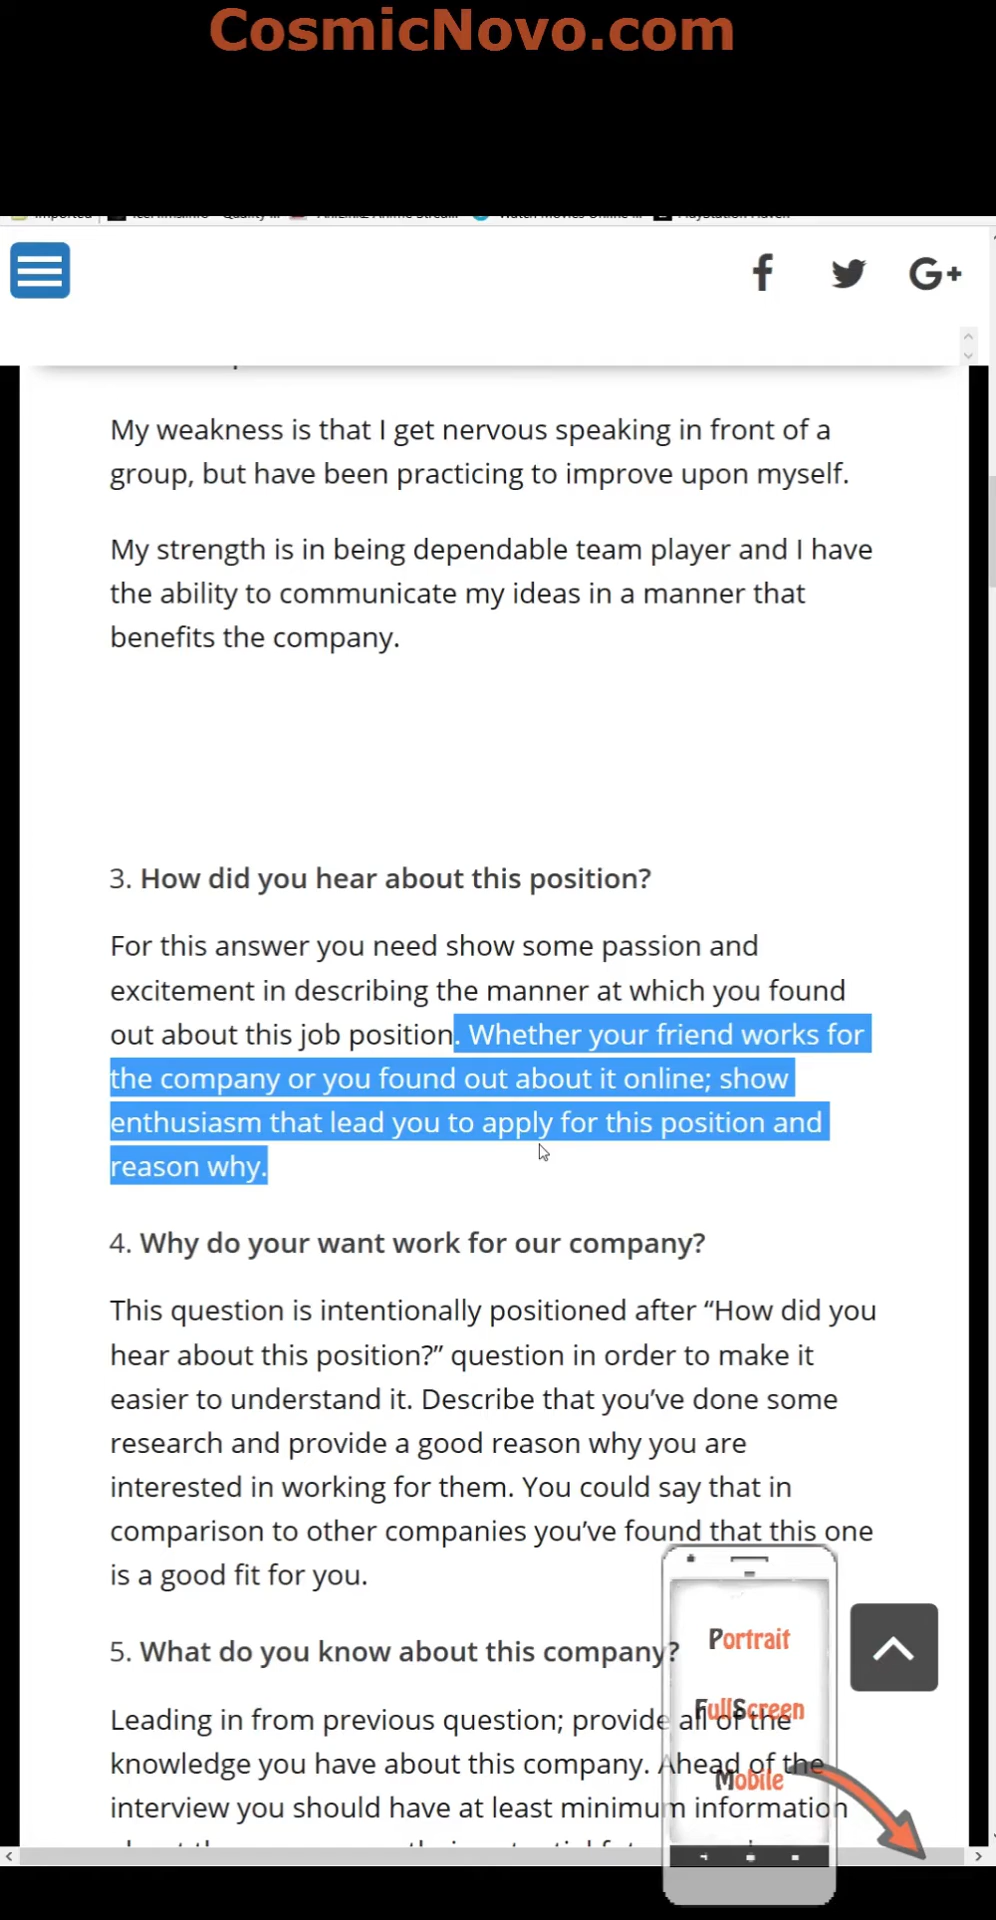 CosmicNovo.com
My weakness is that I get nervous speaking in front of a
group, but have been practicing to improve upon myself.
My strength is in being dependable team player and I have
the ability to communicate my ideas in a manner that
benefits the company.
3. How did you hear about this position?
For this answer you need show some passion and
excitement in describing the manner at which you found
out about this job position. Whether your friend works for
the company or you found out about it online; show
enthusiasm that lead you to apply for this position and
reason why.
4. Why do your want work for our company?
This question is intentionally positioned after “How did you
hear about this position?” question in order to make it
easier to understand it. Describe that you’ve done some
research and provide a good reason why you are
interested in working for them. You could say that in
comparison to other companies you’ve found that this one
is a good fit for you.
5. What do you know about this company?
Leading in from previous question; provide all of the
knowledge you have about this company. Ahead of the
interview you should have at least minimum information
Portrait
FullScreen
Mobile